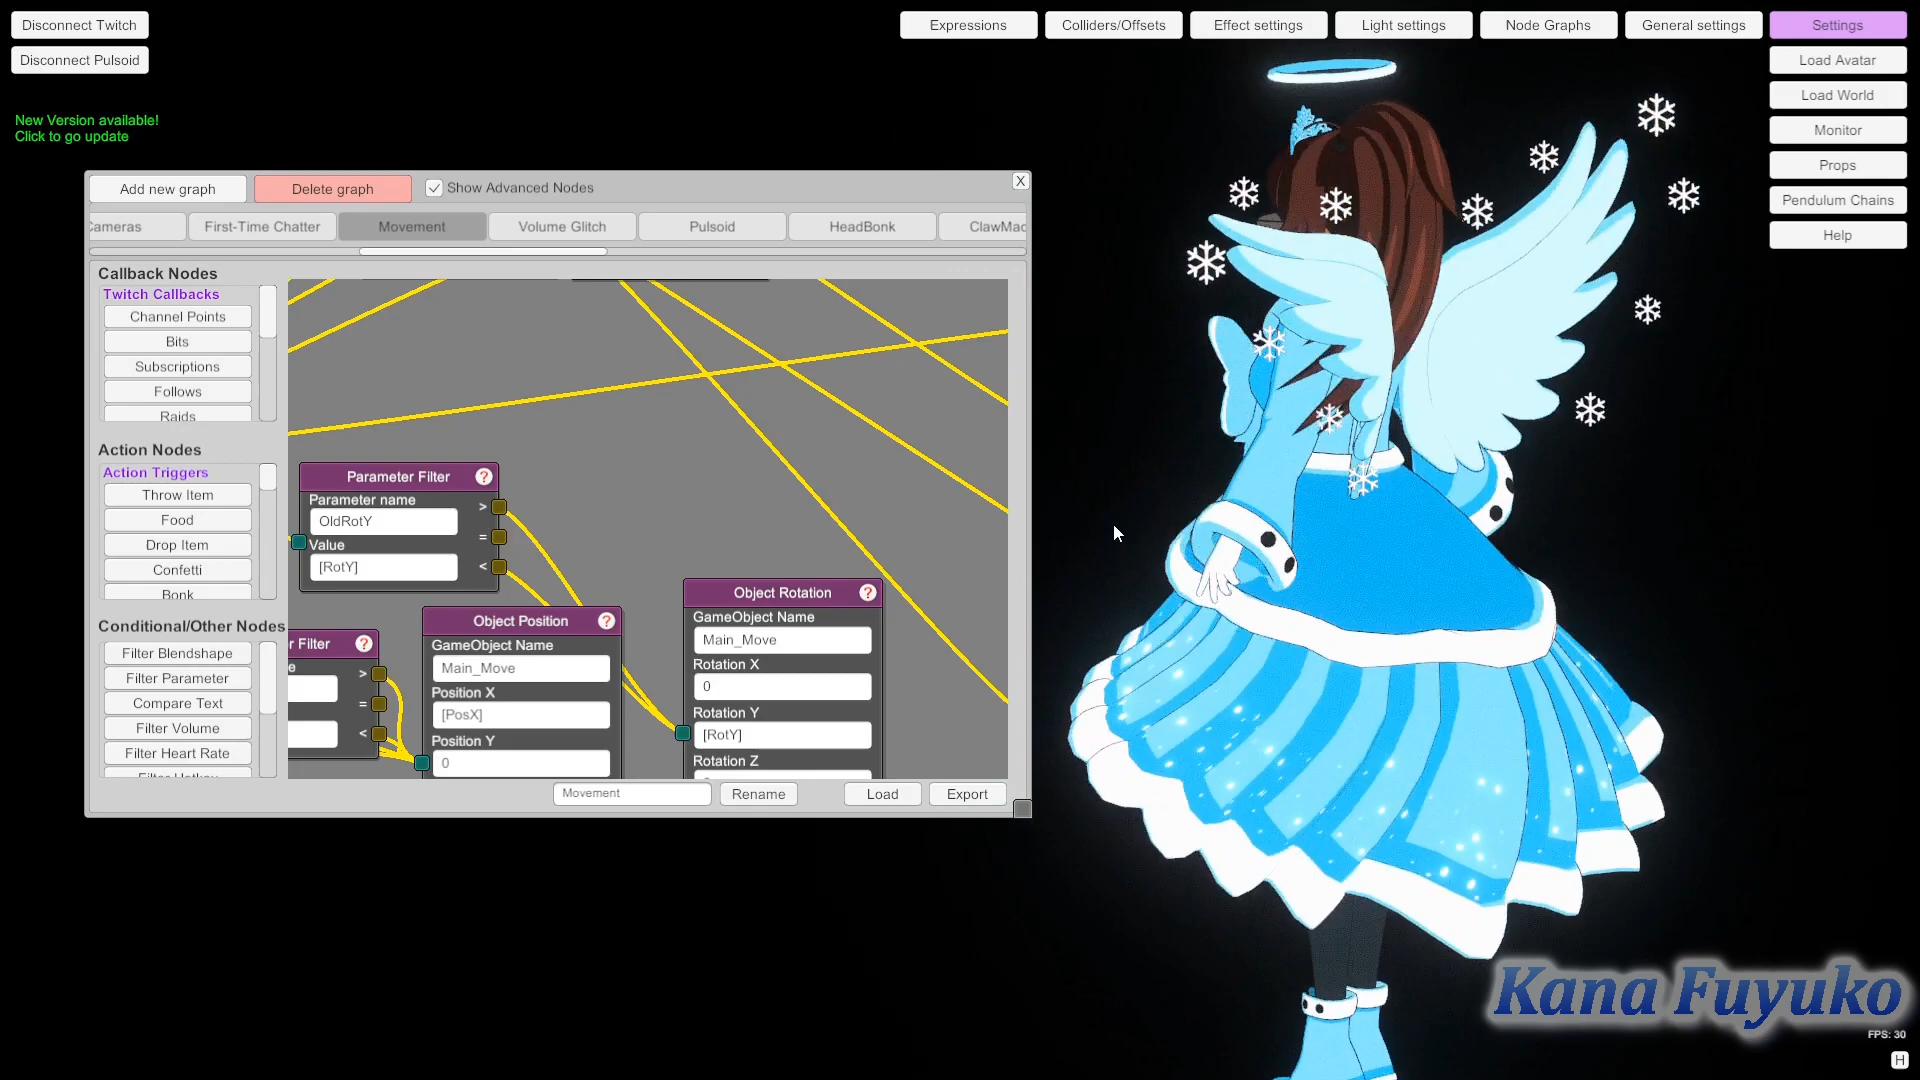 Disconnect Twitch
Disconnect Pulsoid
New Version available!
Click to go update
Expressions
Colliders/Offsets
Effect settings
Light settings
Node Graphs
General settings
Settings
Load Avatar
Load World
Monitor
Props
Pendulum Chains
Help
Add new graph
Delete graph
Show Advanced Nodes
X
Cameras
First-Time Chatter
Movement
Volume Glitch
Pulsoid
HeadBonk
ClawMac
Callback Nodes
Twitch Callbacks
Channel Points
Bits
Subscriptions
Follows
Raids
Action Nodes
Action Triggers
Throw Item
Food
Drop Item
Confetti
Bonk
Conditional/Other Nodes
Filter Blendshape
Filter Parameter
Compare Text
Filter Volume
Filter Heart Rate
Filter Hotkey
Parameter Filter ?
Parameter name
OldRotY
Value
[RotY]
>
=
<
r Filter ?
e
>
=
<
Object Position ?
GameObject Name
Main_Move
Position X
[PosX]
Position Y
0
Object Rotation ?
GameObject Name
Main_Move
Rotation X
0
Rotation Y
[RotY]
Rotation Z
Movement
Rename
Load
Export
Kana Fuyuko
FPS: 30
H